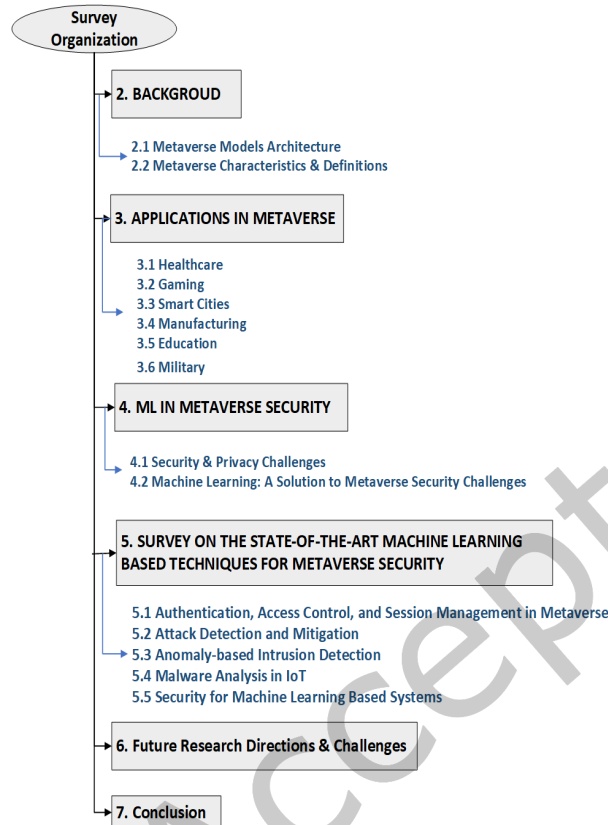 Survey
Organization
2. BACKGROUD
2.1 Metaverse Models Architecture
2.2 Metaverse Characteristics & Definitions
3. APPLICATIONS IN METAVERSE
3.1 Healthcare
3.2 Gaming
3.3 Smart Cities
3.4 Manufacturing
3.5 Education
3.6 Military
4. ML IN METAVERSE SECURITY
4.1 Security & Privacy Challenges
4.2 Machine Learning: A Solution to Metaverse Security Challenges
5. SURVEY ON THE STATE-OF-THE-ART MACHINE LEARNING
BASED TECHNIQUES FOR METAVERSE SECURITY
5.1 Authentication, Access Control, and Session Management in Metaverse
5.2 Attack Detection and Mitigation
5.3 Anomaly-based Intrusion Detection
5.4 Malware Analysis in IoT
5.5 Security for Machine Learning Based Systems
6. Future Research Directions & Challenges
7. Conclusion
Accept